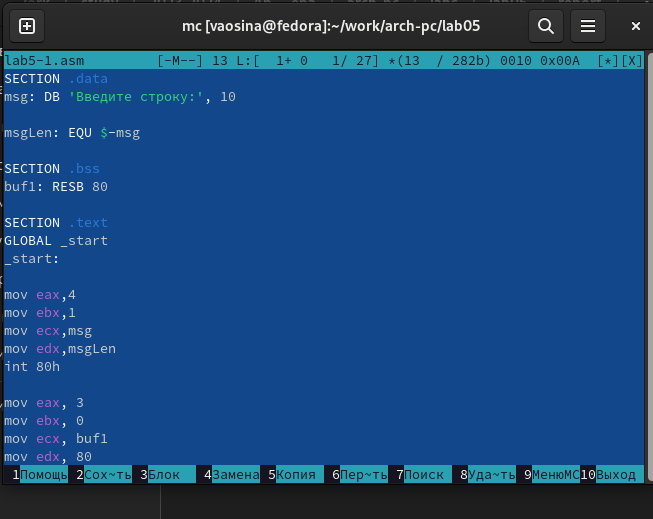 mc [vaosina@fedora]:~/work/arch-pc/lab05
lab5-1.asm [-M--] 13 L:[ 1+ 0 1/ 27] *(13 / 282b) 0010 0x00A [*][X]
SECTION .data
msg: DB 'Введите строку:', 10
msgLen: EQU $-msg
SECTION .bss
buf1: RESB 80
SECTION .text
GLOBAL _start
_start:
mov eax,4
mov ebx,1
mov ecx,msg
mov edx,msgLen
int 80h
mov eax, 3
mov ebx, 0
mov ecx, buf1
mov edx, 80
1Помощь 2Сох~ть 3Блок 4Замена 5Копия 6Пер~ть 7Поиск 8Уда~ть 9МенюMC 10Выход